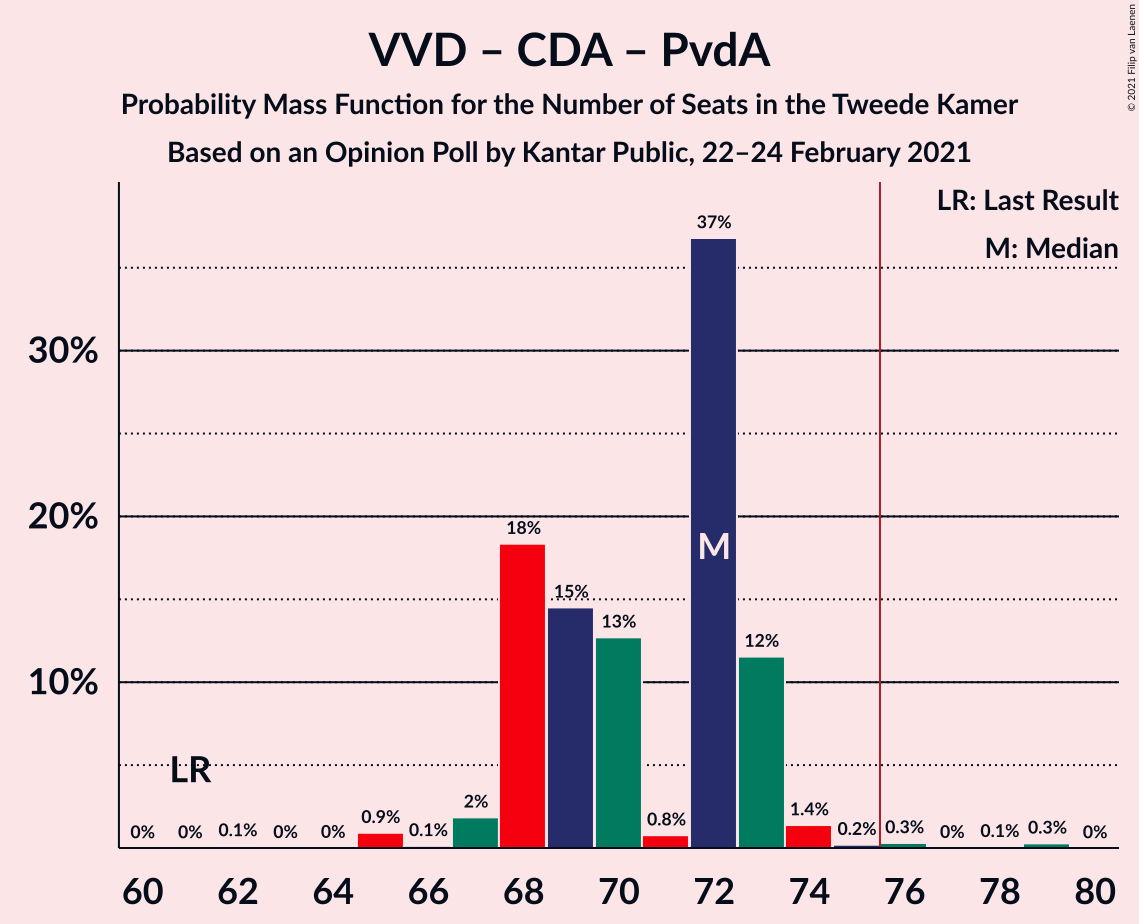 VVD – CDA – PvdA
Probability Mass Function for the Number of Seats in the Tweede Kamer
Based on an Opinion Poll by Kantar Public, 22–24 February 2021
© 2021 Filip van Laenen
LR: Last Result
M: Median
30%
20%
10%
LR
M
0% 0% 0.1% 0% 0% 0.9% 0.1% 2% 18% 15% 13% 0.8% 37% 12% 1.4% 0.2% 0.3% 0% 0.1% 0.3% 0%
60 62 64 66 68 70 72 74 76 78 80